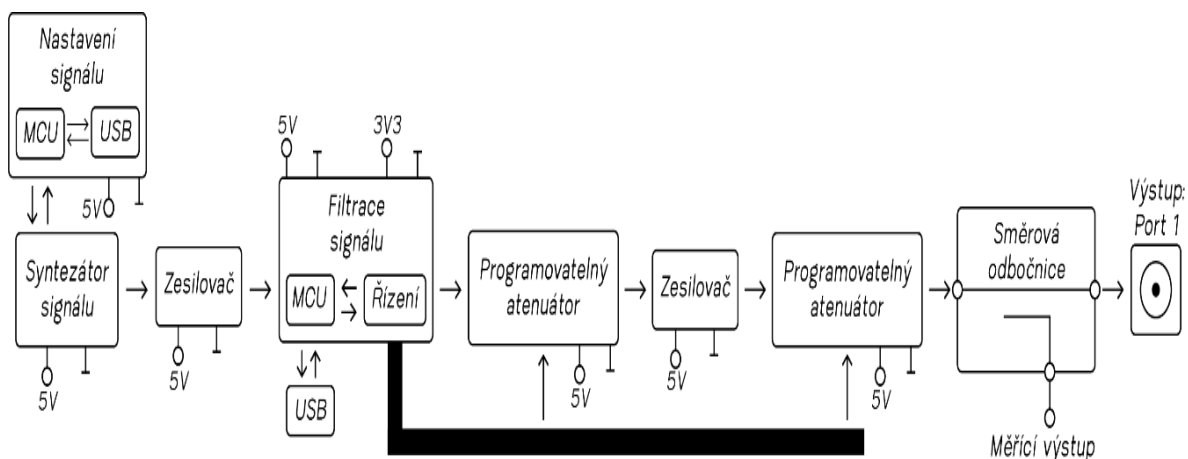 Nastavení
signálu
MCU
USB
5V
Syntezátor
signálu
5V
Zesilovač
5V
5V
3V3
Filtrace
signálu
MCU
Řízení
USB
Programovatelný
atenuátor
5V
Zesilovač
5V
Programovatelný
atenuátor
5V
Směrová
odbočnice
Měřící výstup
Výstup:
Port 1